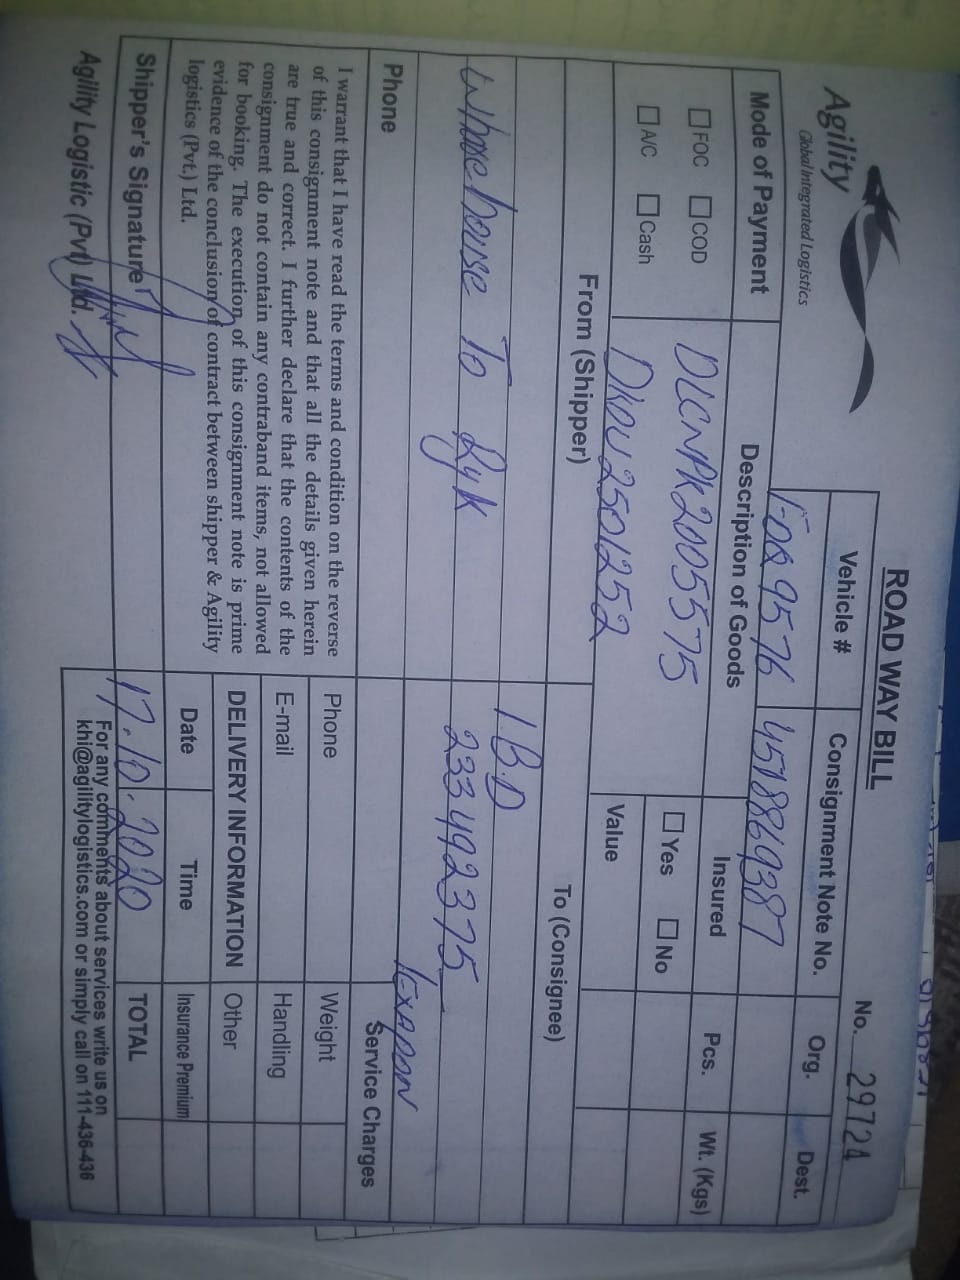 ROAD WAY BILL
No. 29724
Agility
Global Integrated Logistics
Vehicle #
Consignment Note No.
Org.
Dest.
4518869387
Mode of Payment
Description of Goods
Insured
Pcs.
Wt. (Kgs)
FOC
COD
DLCNPK2005575
Yes
No
A/C
Cash
DKDU2501252
Value
From (Shipper)
To (Consignee)
I.B.D
Wharehouse To Ryk
233492375
Phone
Service Charges
I warrant that I have read the terms and condition on the reverse
of this consignment note and that all the details given herein
are true and correct. I further declare that the contents of the
consignment do not contain any contraband items, not allowed
for booking. The execution of this consignment note is prime
evidence of the conclusion of contract between shipper & Agility
logistics (Pvt.) Ltd.
Phone
Weight
E-mail
Handling
DELIVERY INFORMATION
Other
Date
Time
Insurance Premium
Shipper's Signature
17.10.2020
TOTAL
Agility Logistic (Pvt) Ltd.
For any comments about services write us on
khi@agilitylogistics.com or simply call on 111-436-436